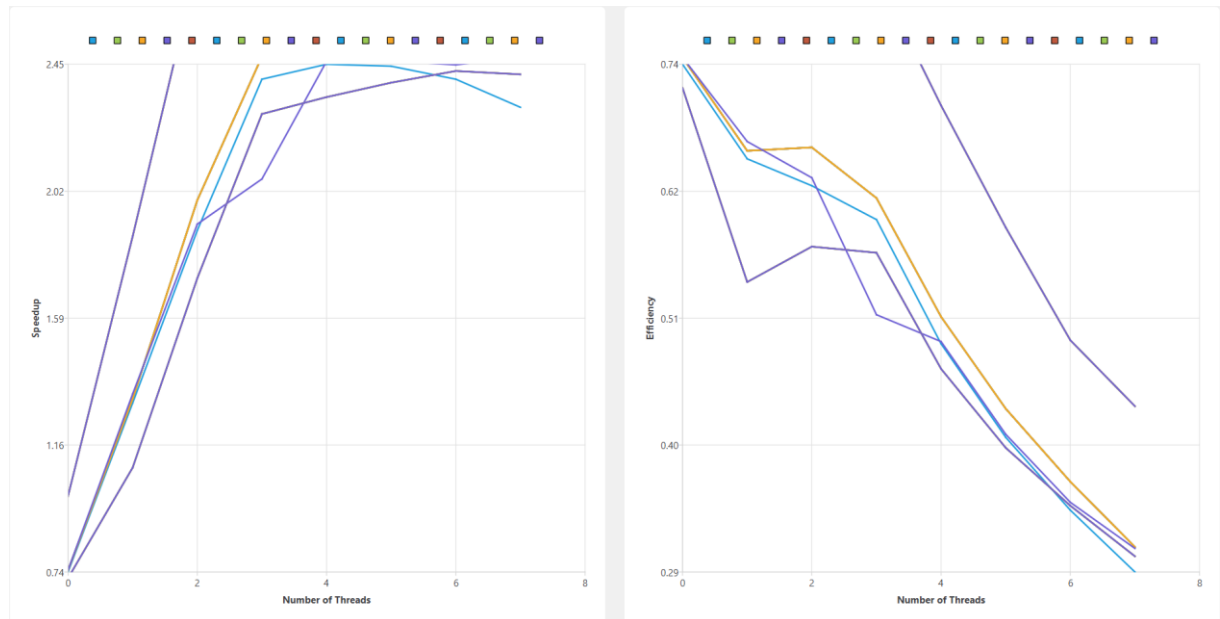 2.45
2.02
1.59
1.16
0.74
Speedup
0 2 4 6 8
Number of Threads
0.74
0.62
0.51
0.40
0.29
Efficiency
0 2 4 6 8
Number of Threads